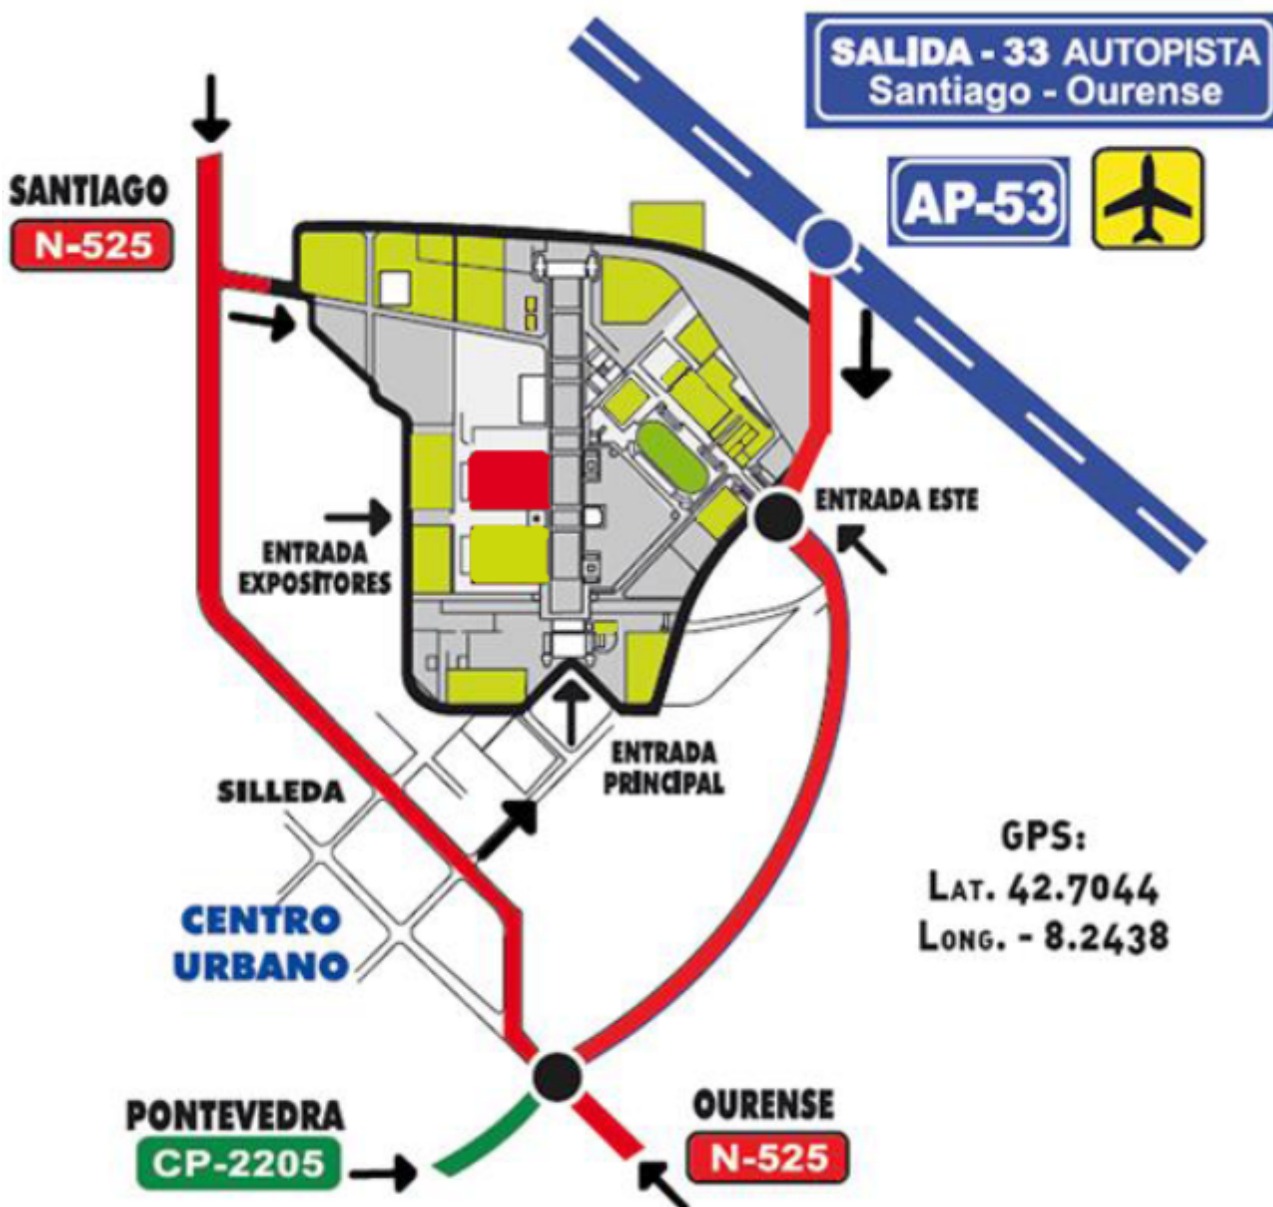 SALIDA - 33 AUTOPISTA
Santiago - Ourense
AP-53
SANTIAGO
N-525
ENTRADA ESTE
ENTRADA
EXPOSITORES
ENTRADA
PRINCIPAL
SILLEDA
CENTRO
URBANO
GPS:
LAT. 42.7044
LONG. - 8.2438
PONTEVEDRA
CP-2205
OURENSE
N-525